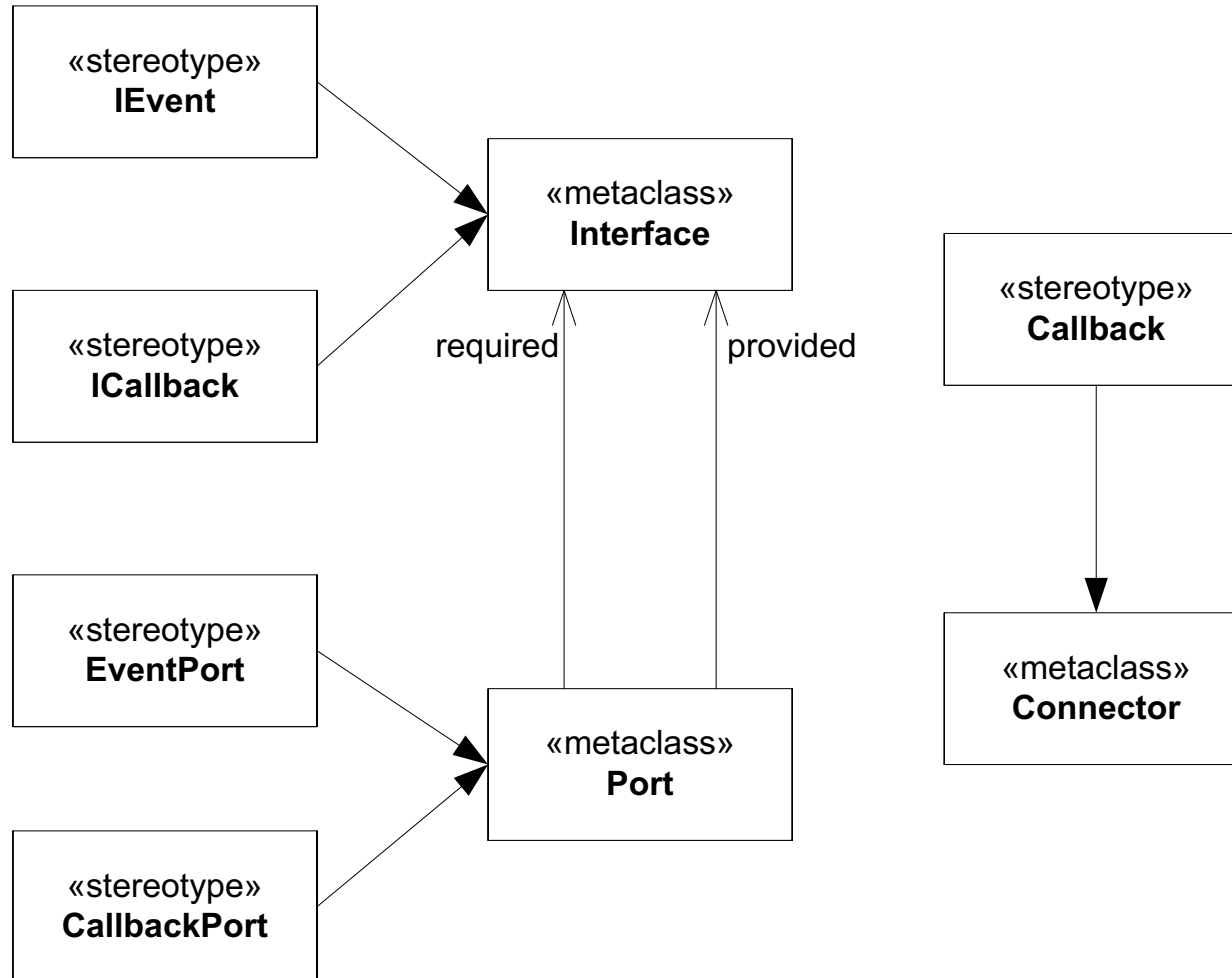 «stereotype»
IEvent
«metaclass»
Interface
«stereotype»
Callback
«stereotype»
ICallback
required
provided
«stereotype»
EventPort
«metaclass»
Connector
«metaclass»
Port
«stereotype»
CallbackPort